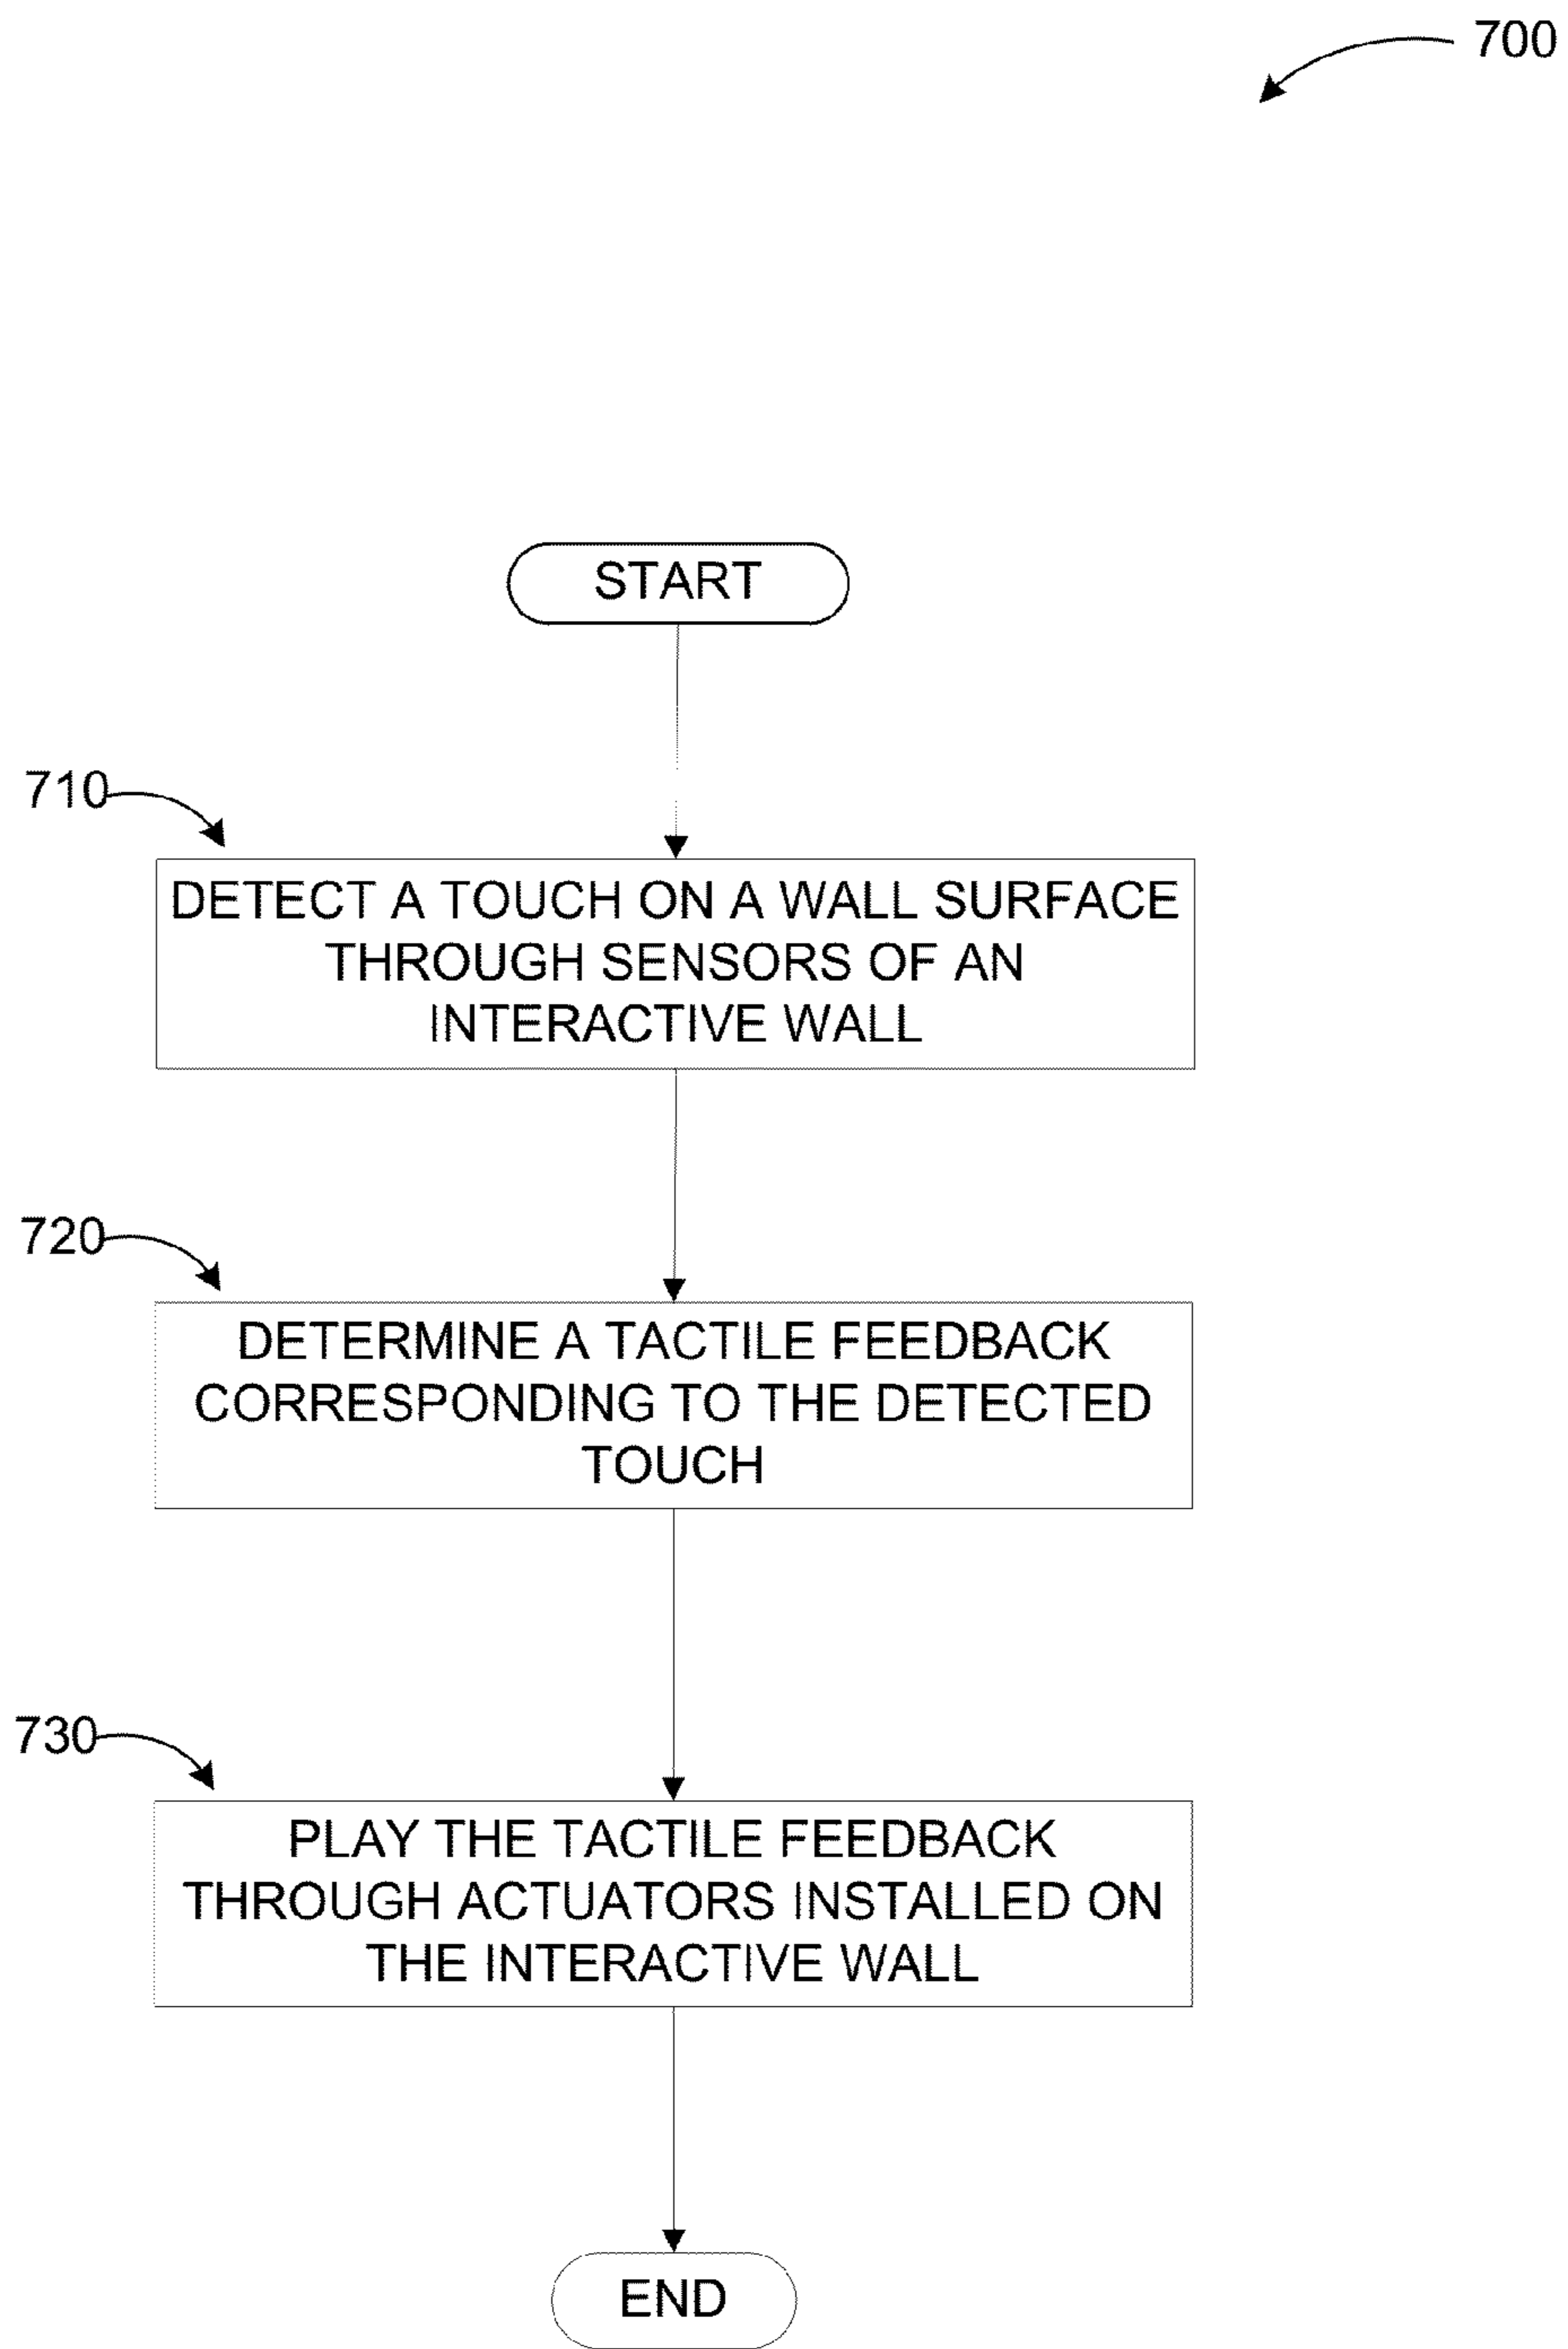 700
START
710
DETECT A TOUCH ON A WALL SURFACE
THROUGH SENSORS OF AN
INTERACTIVE WALL
720
DETERMINE A TACTILE FEEDBACK
CORRESPONDING TO THE DETECTED
TOUCH
730
PLAY THE TACTILE FEEDBACK
THROUGH ACTUATORS INSTALLED ON
THE INTERACTIVE WALL
END